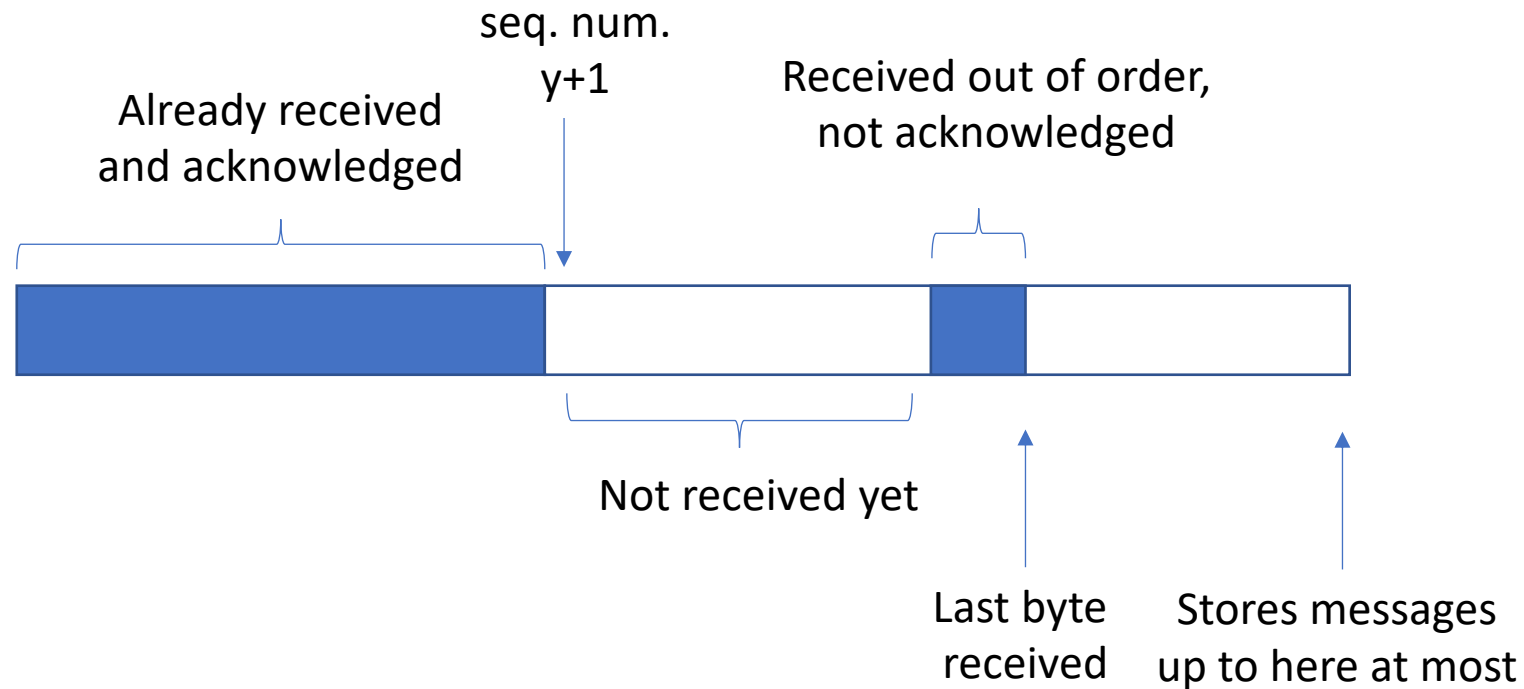 seq. num.
y+1
Already received
and acknowledged
Received out of order,
not acknowledged
Not received yet
Last byte
received
Stores messages
up to here at most